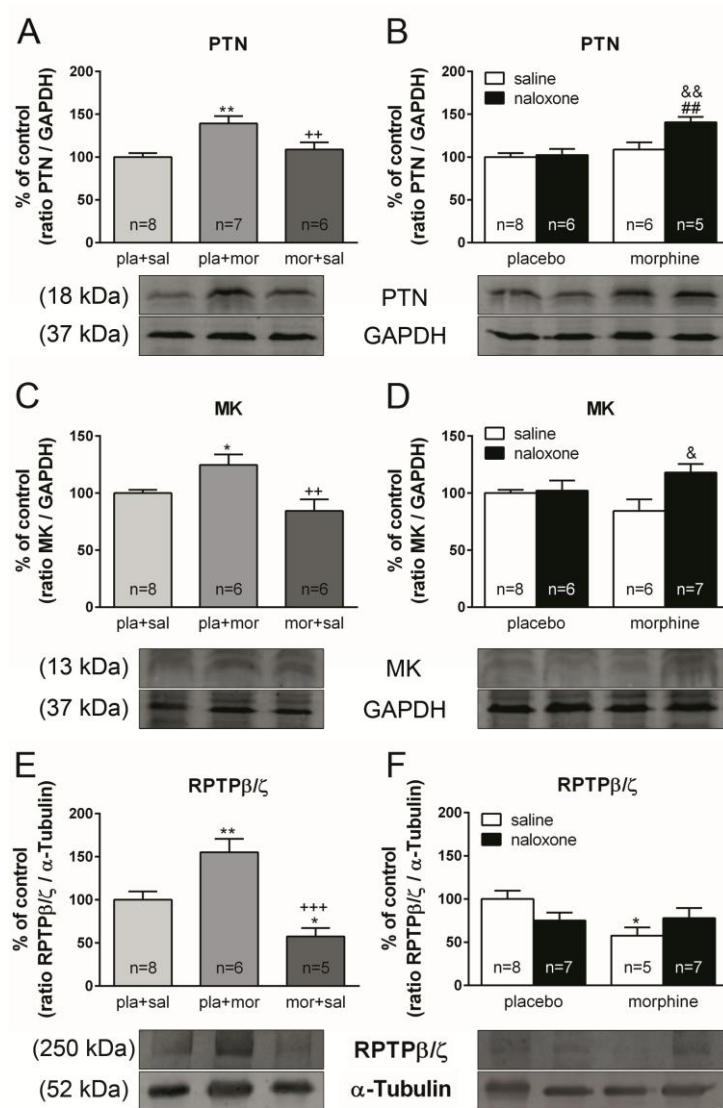 A
PTN
% of control
(ratio PTN / GAPDH)
200
150
100
50
0
**
++
n=8
n=7
n=6
pla+sal
pla+mor
mor+sal
B
PTN
% of control
(ratio PTN / GAPDH)
200
150
100
50
0
saline
naloxone
&&
##
n=8
n=6
n=6
n=5
placebo
morphine
(18 kDa)
PTN
(37 kDa)
GAPDH
C
MK
% of control
(ratio MK / GAPDH)
150
100
50
0
*
++
n=8
n=6
n=6
pla+sal
pla+mor
mor+sal
D
MK
% of control
(ratio MK / GAPDH)
150
100
50
0
saline
naloxone
&
n=8
n=6
n=6
n=7
placebo
morphine
(13 kDa)
MK
(37 kDa)
GAPDH
E
RPTPβ/ζ
% of control
(ratio RPTPβ/ζ / α-Tubulin)
200
150
100
50
0
**
+++
*
n=8
n=6
n=5
pla+sal
pla+mor
mor+sal
F
RPTPβ/ζ
% of control
(ratio RPTPβ/ζ / α-Tubulin)
200
150
100
50
0
saline
naloxone
*
n=8
n=7
n=5
n=7
placebo
morphine
(250 kDa)
RPTPβ/ζ
(52 kDa)
α-Tubulin